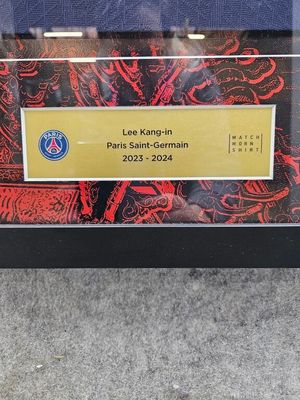 Lee Kang-in
Paris Saint-Germain
2023 - 2024
PARIS
MATCH
WORN
SHIRT